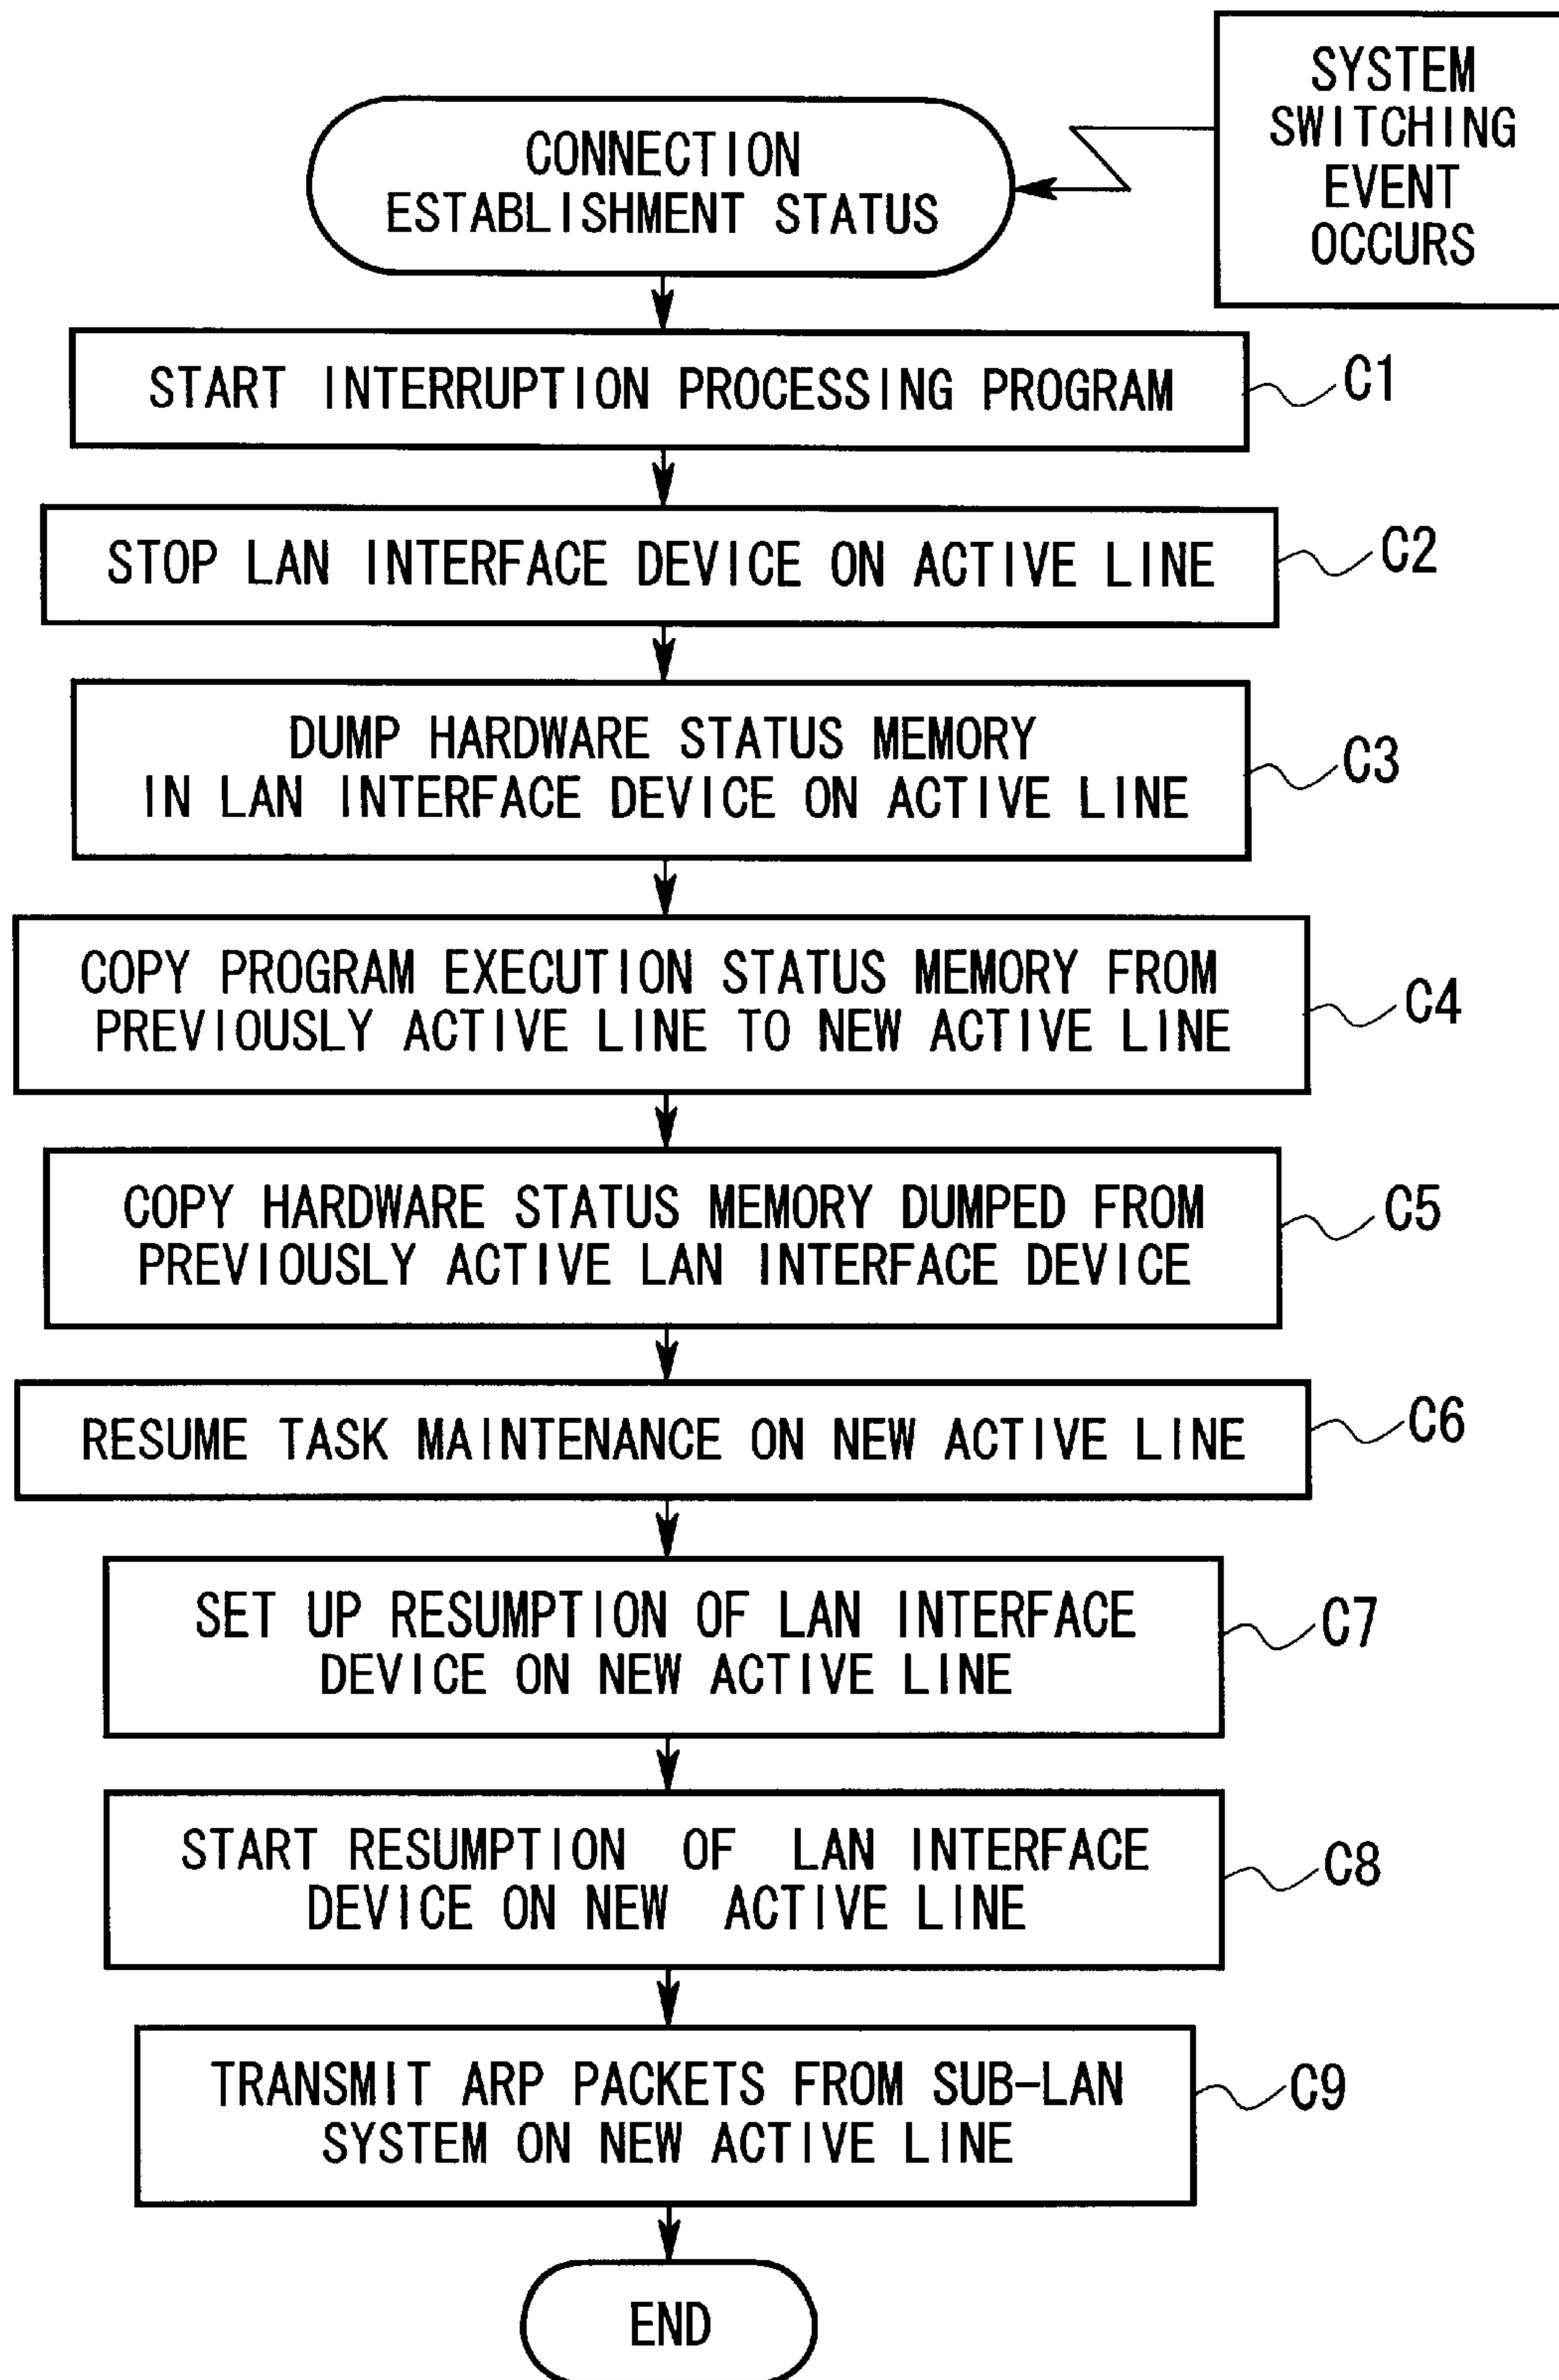 SYSTEM
SWITCHING
EVENT
OCCURS
CONNECTION
ESTABLISHMENT STATUS
START INTERRUPTION PROCESSING PROGRAM
C1
STOP LAN INTERFACE DEVICE ON ACTIVE LINE
C2
DUMP HARDWARE STATUS MEMORY
IN LAN INTERFACE DEVICE ON ACTIVE LINE
C3
COPY PROGRAM EXECUTION STATUS MEMORY FROM
PREVIOUSLY ACTIVE LINE TO NEW ACTIVE LINE
C4
COPY HARDWARE STATUS MEMORY DUMPED FROM
PREVIOUSLY ACTIVE LAN INTERFACE DEVICE
C5
RESUME TASK MAINTENANCE ON NEW ACTIVE LINE
C6
SET UP RESUMPTION OF LAN INTERFACE
DEVICE ON NEW ACTIVE LINE
C7
START RESUMPTION OF LAN INTERFACE
DEVICE ON NEW ACTIVE LINE
C8
TRANSMIT ARP PACKETS FROM SUB-LAN
SYSTEM ON NEW ACTIVE LINE
C9
END